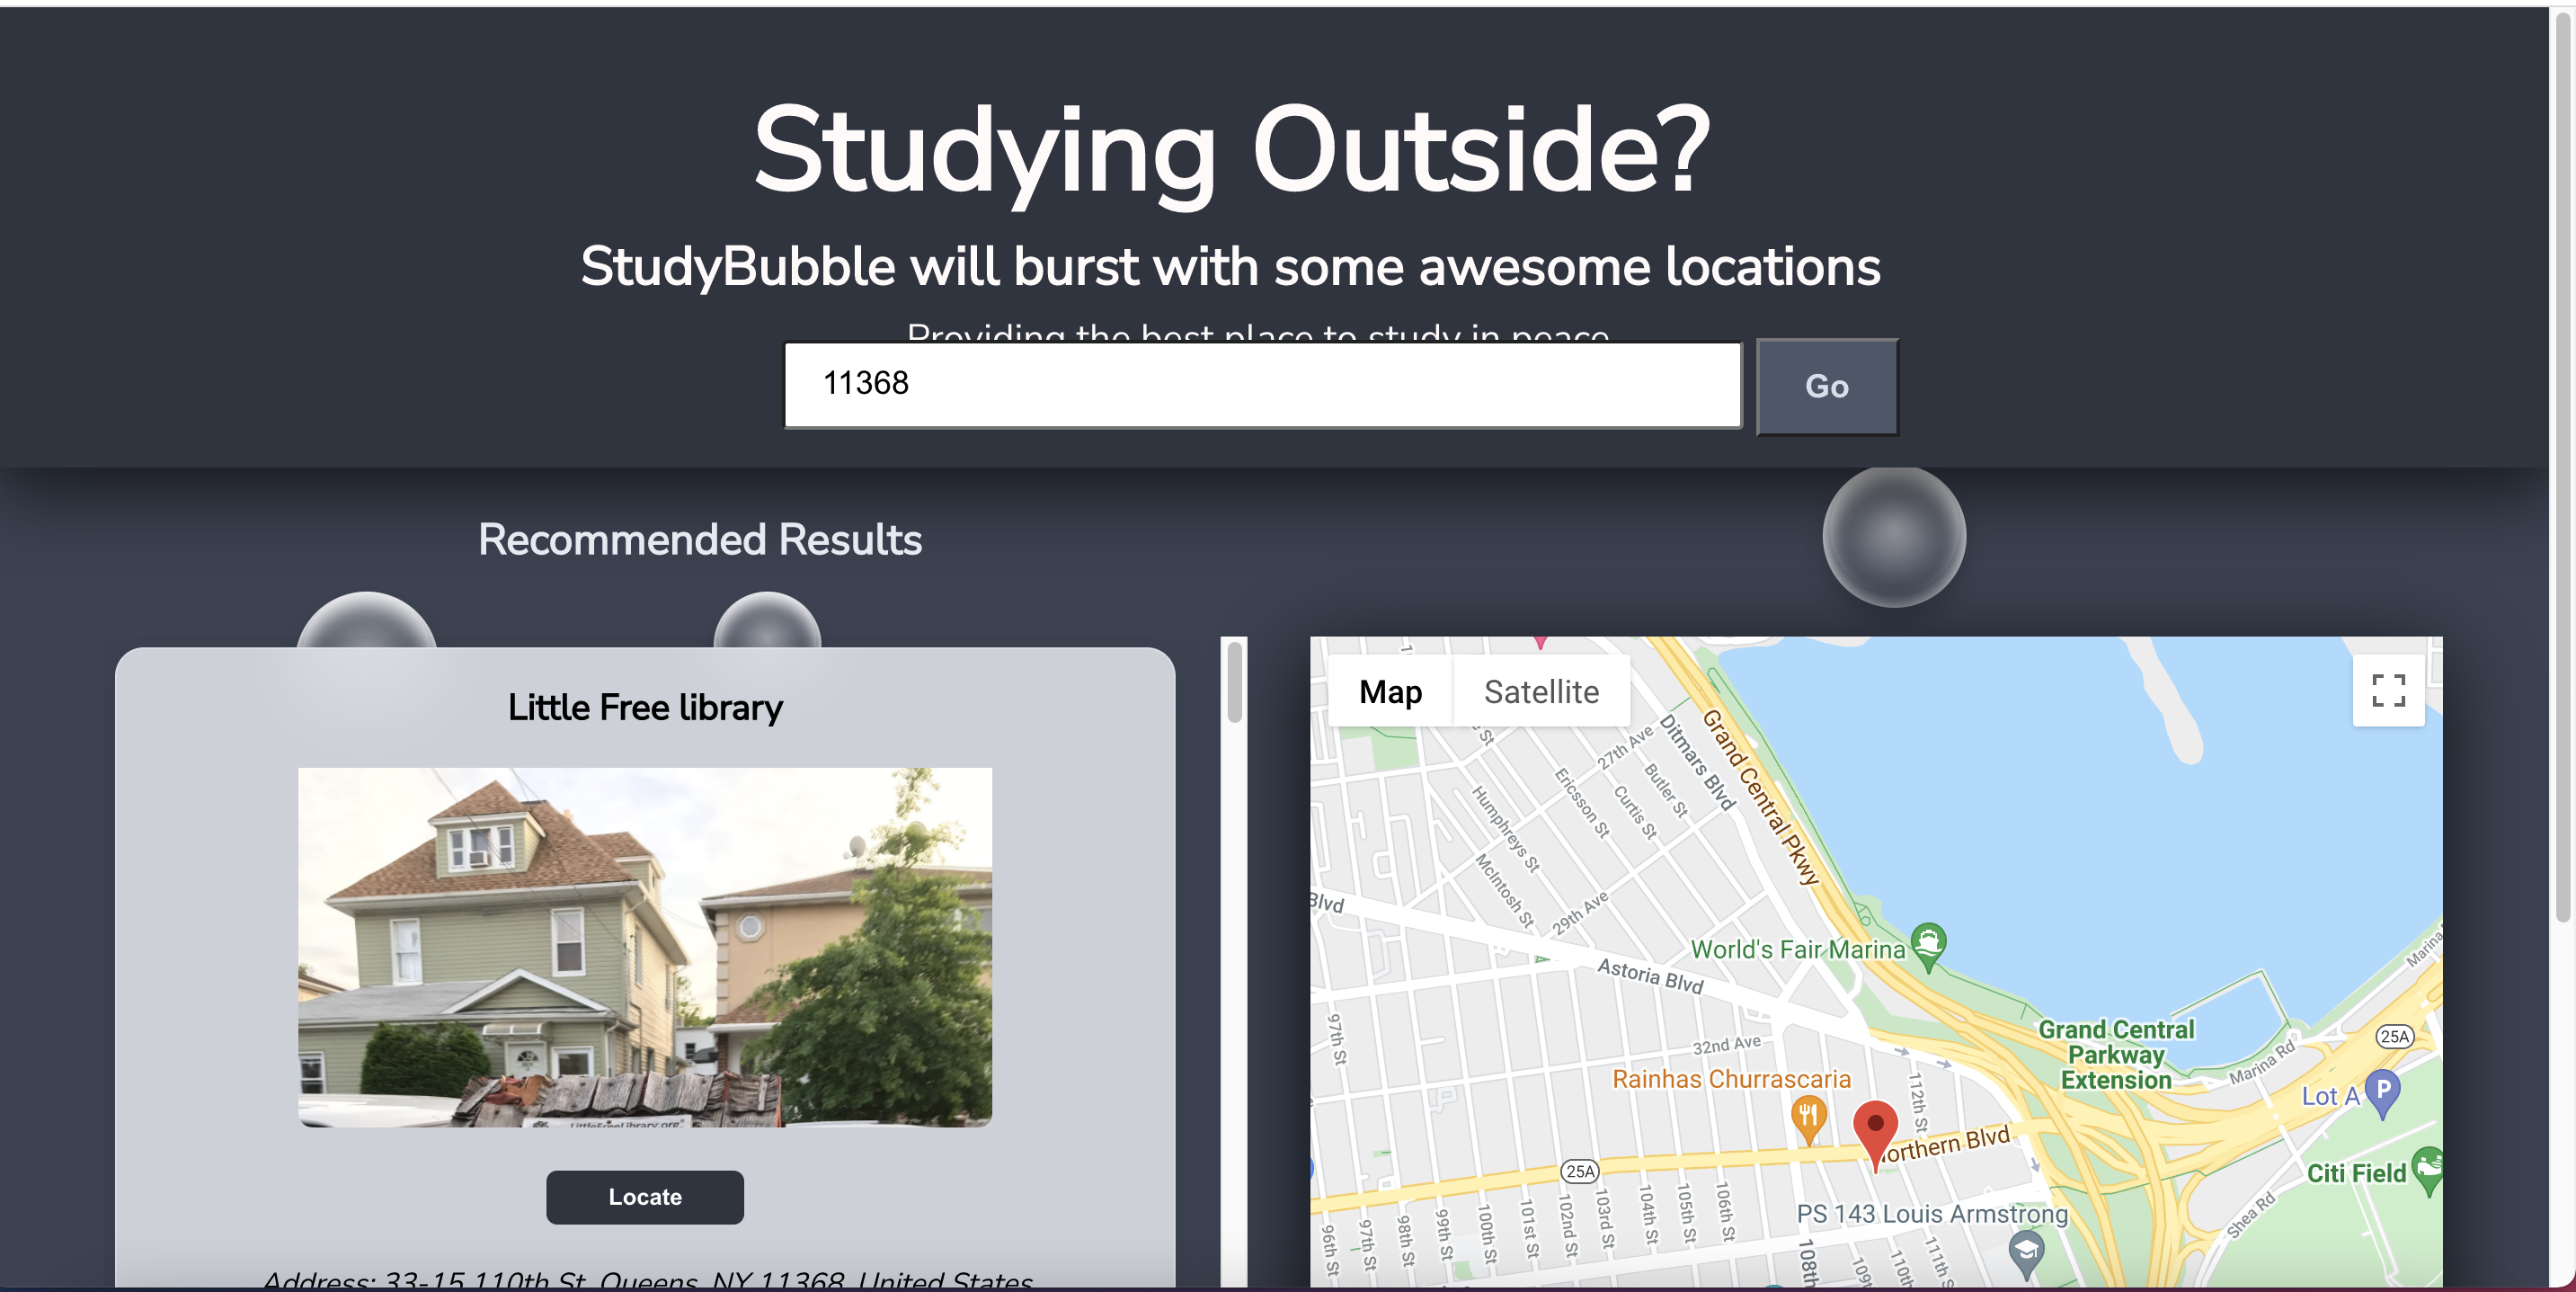 Studying Outside?
StudyBubble will burst with some awesome locations
Providing the best place to study in peace
11368
Go
Recommended Results
Little Free library
LittleFreeLibrary.org
Locate
Address: 33-15 110th St, Queens, NY 11368, United States
Map
Satellite
Grand Central Pkwy
Ditmars Blvd
27th Ave
Butler St
Curtis St
Ericsson St
Humphreys St
McIntosh St
29th Ave
Blvd
Astoria Blvd
World's Fair Marina
97th St
32nd Ave
Rainhas Churrascaria
112th St
Grand Central
Parkway
Extension
Marina Rd
Marina
25A
Lot A
P
orthern Blvd
25A
Citi Field
Shea Rd
PS 143 Louis Armstrong
96th St
97th St
98th St
99th St
100th St
101st St
102nd St
103rd St
104th St
105th St
106th St
108th
109t
110th
111th S